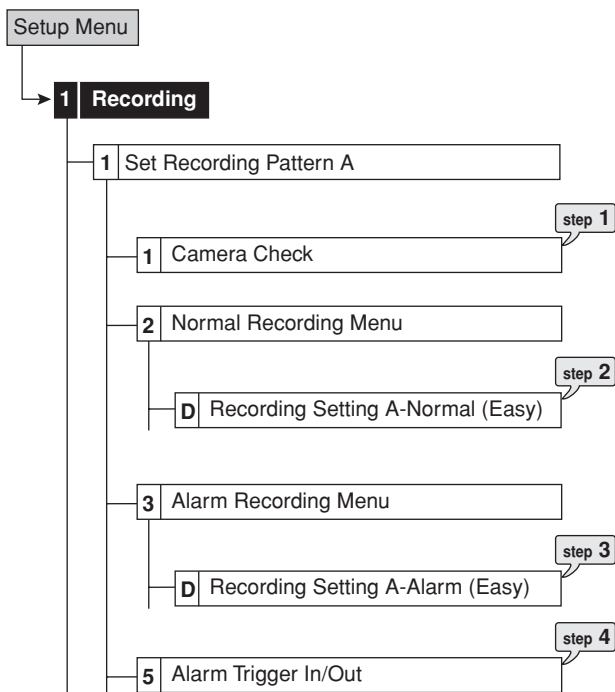 Setup Menu
1 Recording
1 Set Recording Pattern A
step 1
1 Camera Check
2 Normal Recording Menu
step 2
D Recording Setting A-Normal (Easy)
3 Alarm Recording Menu
step 3
D Recording Setting A-Alarm (Easy)
step 4
5 Alarm Trigger In/Out